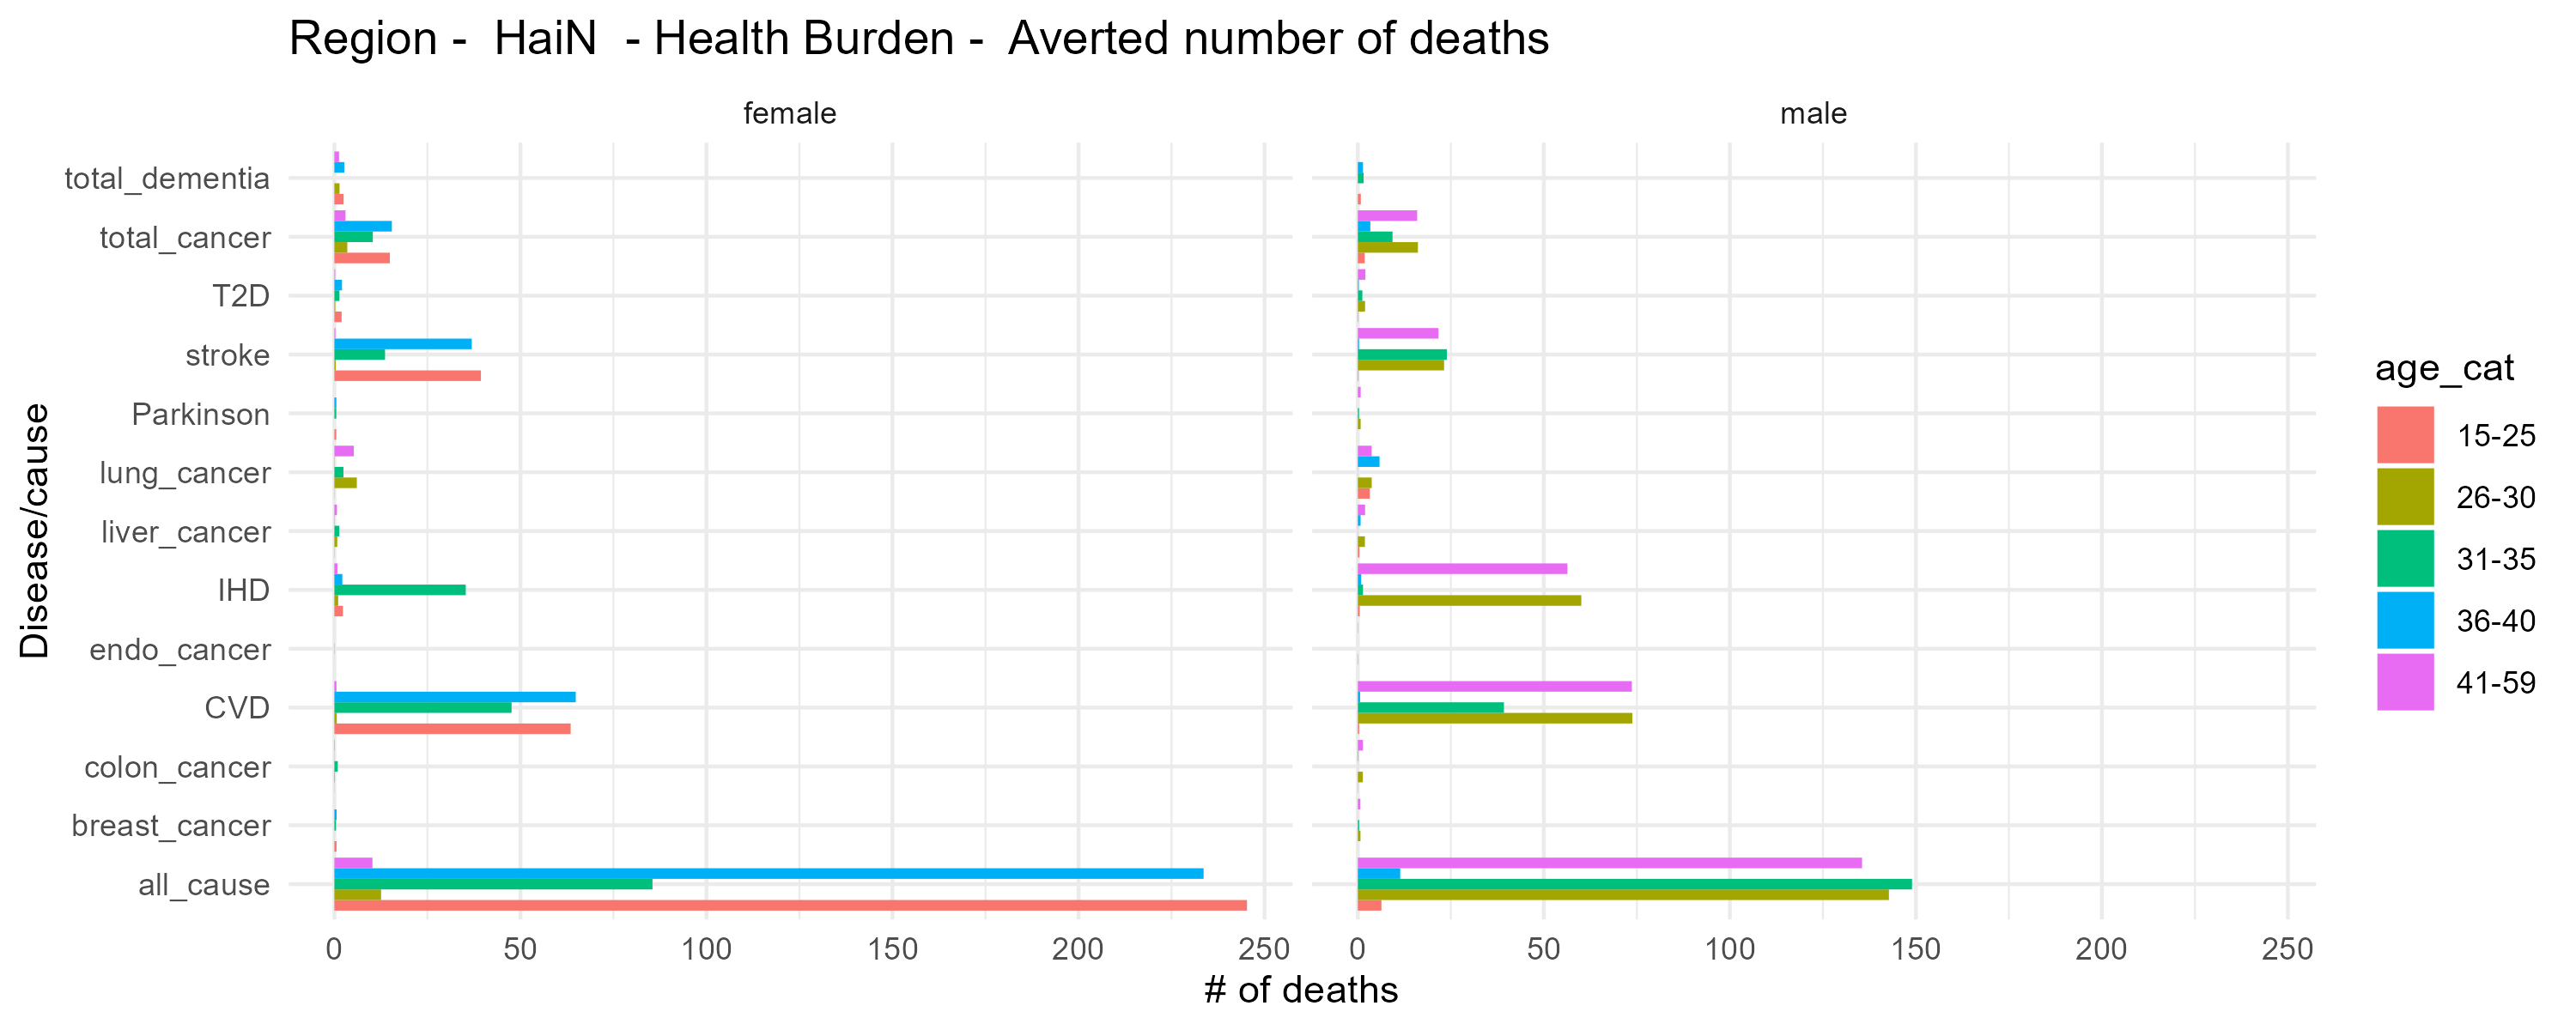 Region -  HaiN  - Health Burden -  Averted number of deaths
female
male
Disease/cause
total_dementia
total_cancer
T2D
stroke
Parkinson
lung_cancer
liver_cancer
IHD
endo_cancer
CVD
colon_cancer
breast_cancer
all_cause
0 50 100 150 200 250
0 50 100 150 200 250
# of deaths
age_cat
15-25
26-30
31-35
36-40
41-59